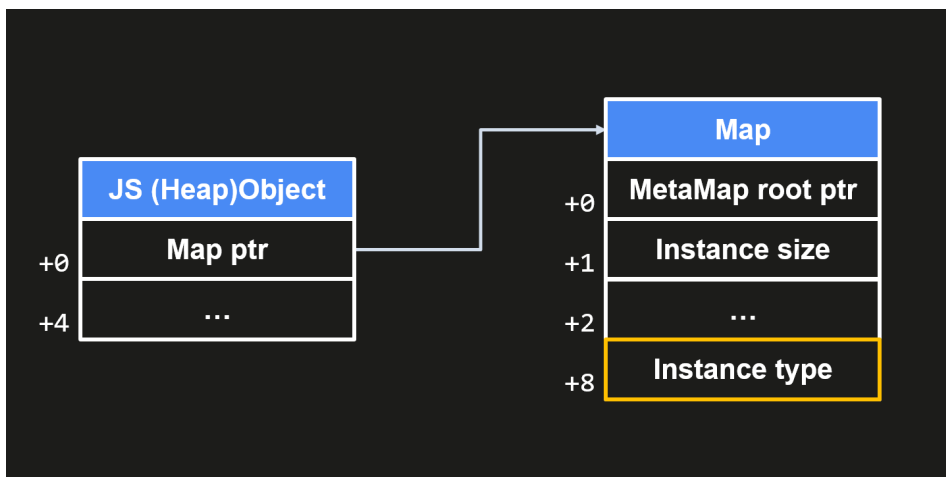 JS (Heap)Object
+0 Map ptr
+4 ...
Map
+0 MetaMap root ptr
+1 Instance size
+2 ...
+8 Instance type